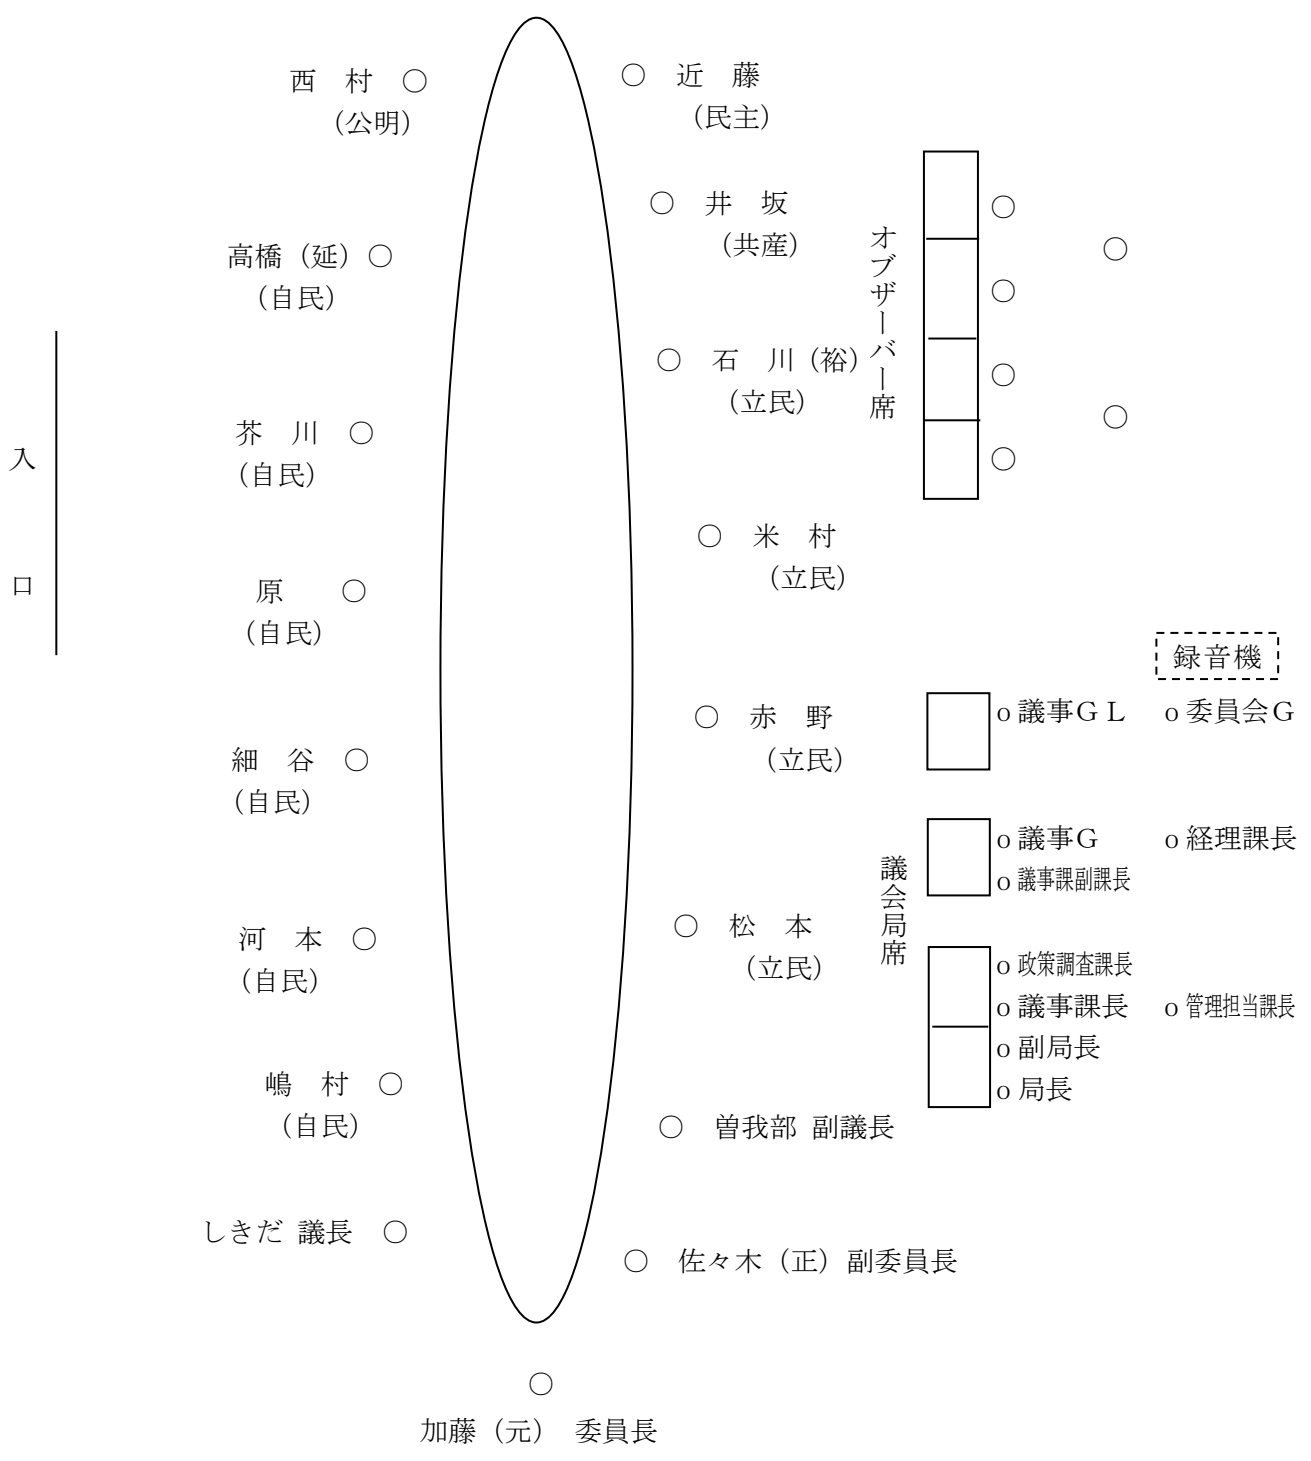 西　村　○
（公明）
○　近　藤
（民主）
○　井　坂
（共産）
高橋（延）○
（自民）
オブザーバー席
○
○
○
○
○
○
○　石　川（裕）
（立民）
芥　川　○
（自民）
入　口
○　米　村
（立民）
原　　○
（自民）
録音機
○　赤　野
（立民）
o 議事ＧＬ
o 委員会Ｇ
細　谷　○
（自民）
議会局席
o 議事Ｇ
o 経理課長
o 議事課副課長
河　本　○
（自民）
○　松　本
（立民）
o 政策調査課長
o 議事課長
o 管理担当課長
o 副局長
o 局長
嶋　村　○
（自民）
○　曽我部 副議長
しきだ 議長　○
○　佐々木（正）副委員長
○
加藤（元）　委員長